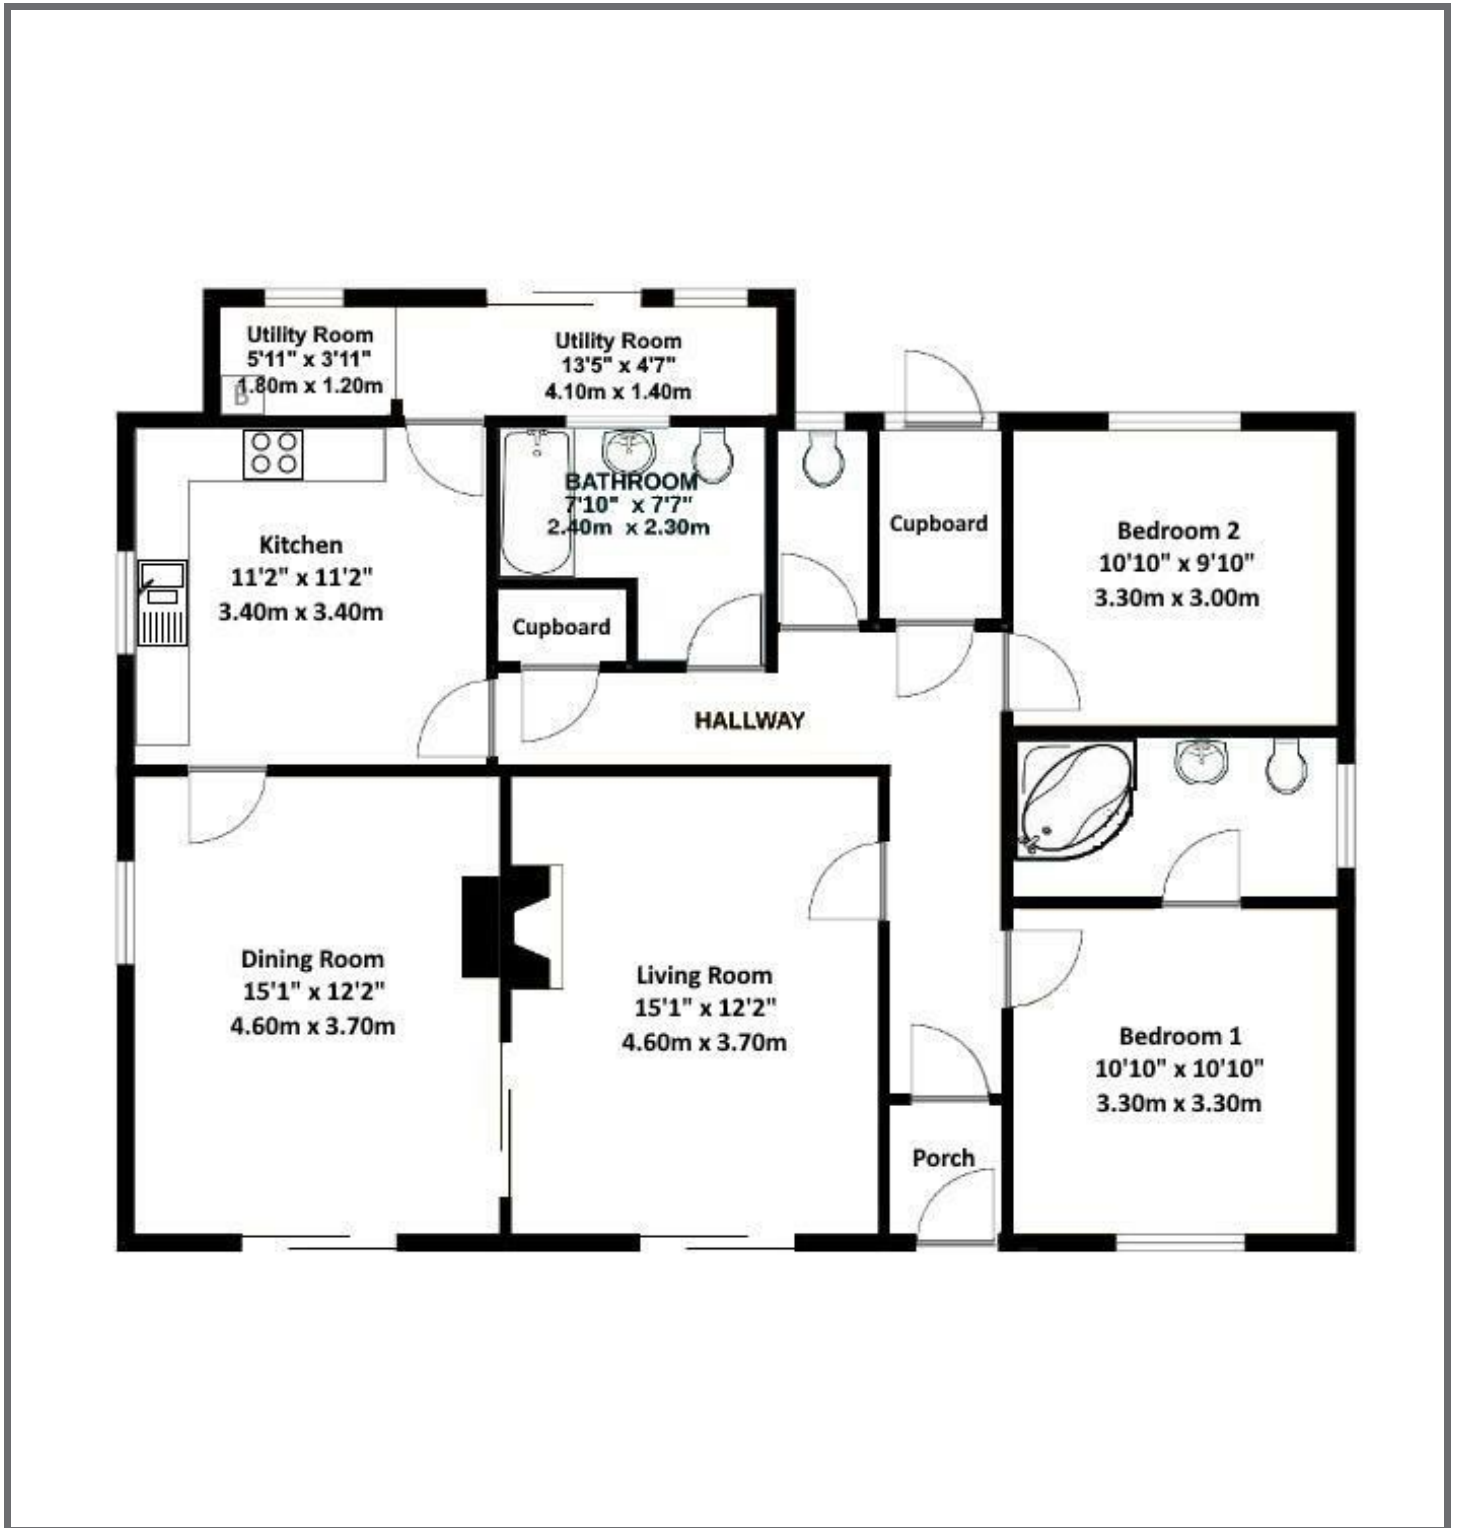 Utility Room
5'11" x 3'11"
1.80m x 1.20m
B
Utility Room
13'5" x 4'7"
4.10m x 1.40m
Kitchen
11'2" x 11'2"
3.40m x 3.40m
BATHROOM
7'10" x 7'7"
2.40m x 2.30m
Cupboard
Cupboard
Bedroom 2
10'10" x 9'10"
3.30m x 3.00m
HALLWAY
Dining Room
15'1" x 12'2"
4.60m x 3.70m
Living Room
15'1" x 12'2"
4.60m x 3.70m
Bedroom 1
10'10" x 10'10"
3.30m x 3.30m
Porch